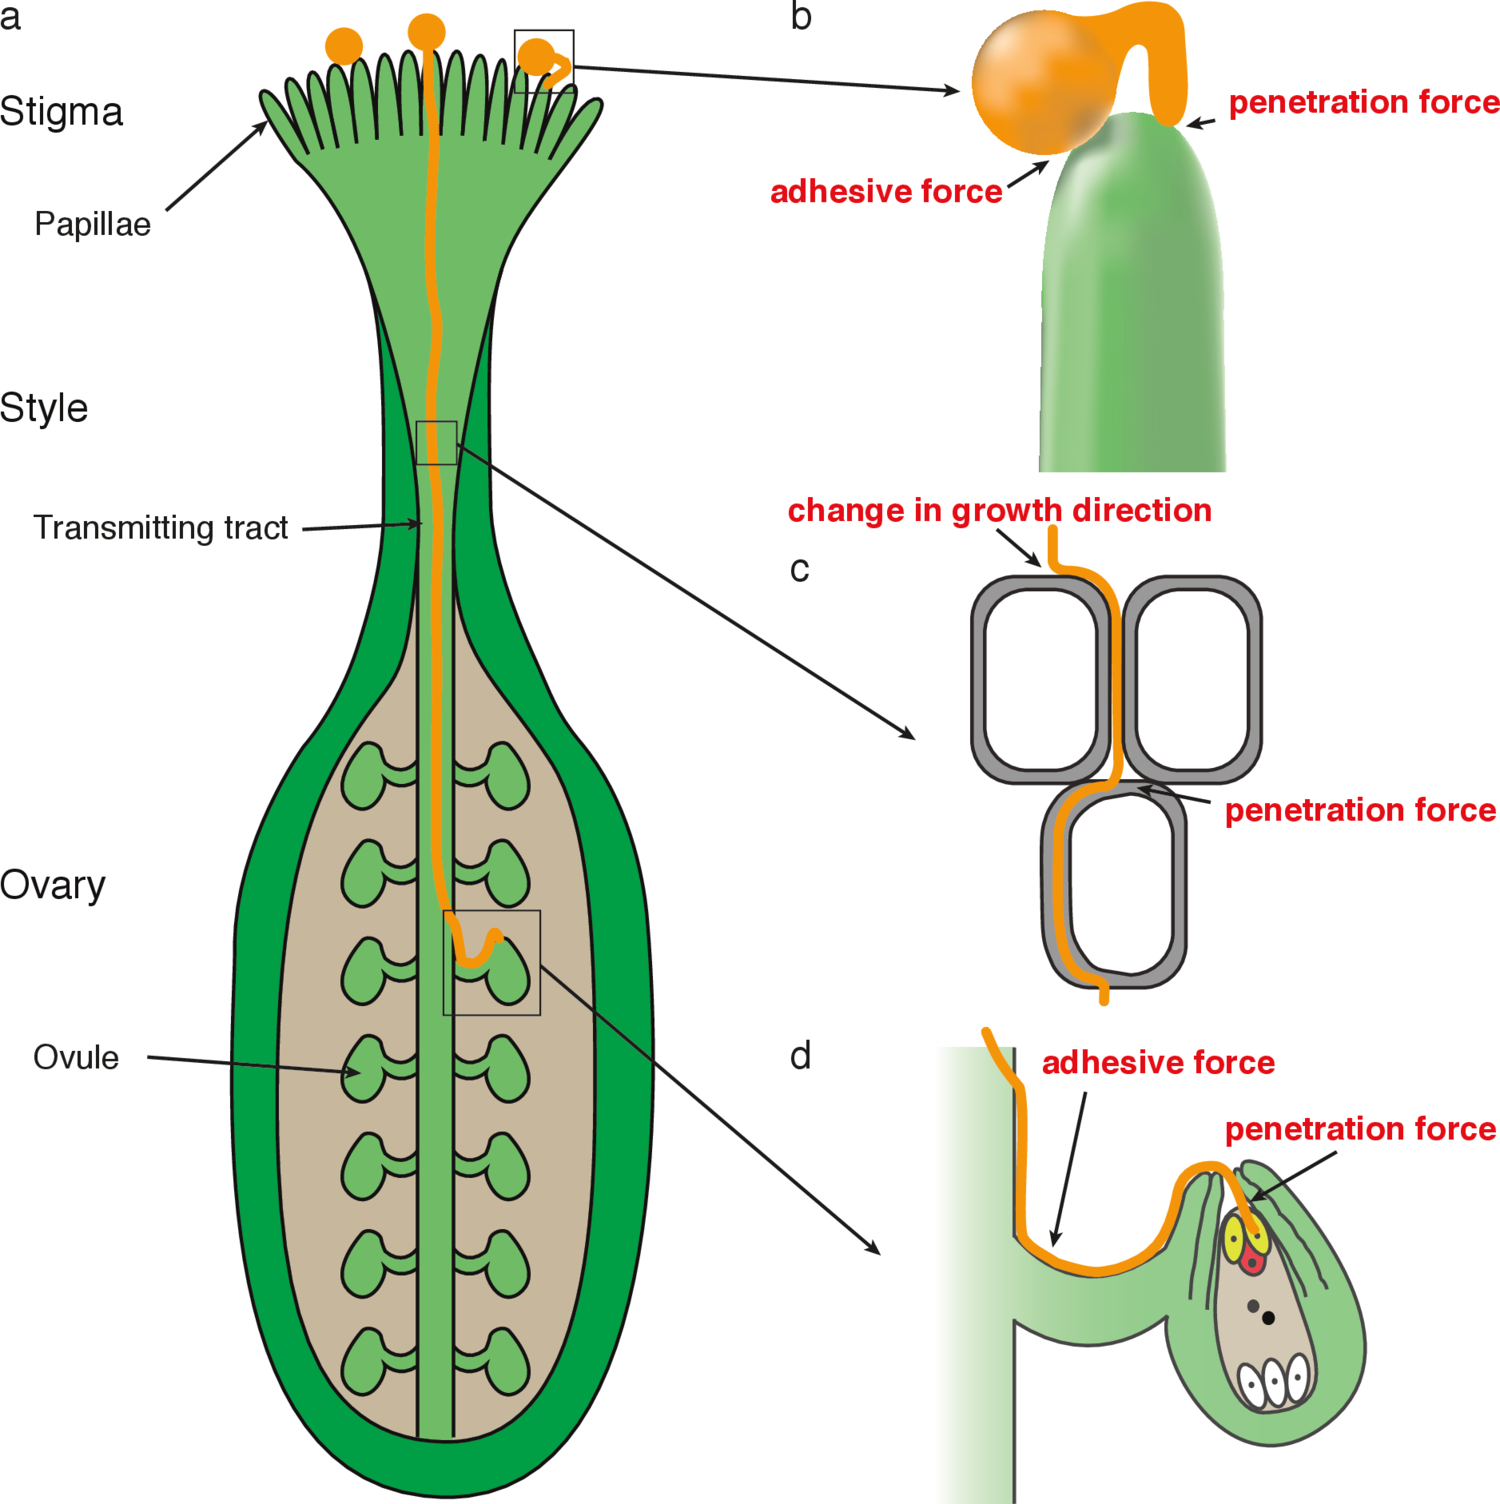 a
Stigma
Papillae
Style
Transmitting tract
Ovary
Ovule
b
penetration force
adhesive force
change in growth direction
c
penetration force
d
adhesive force
penetration force